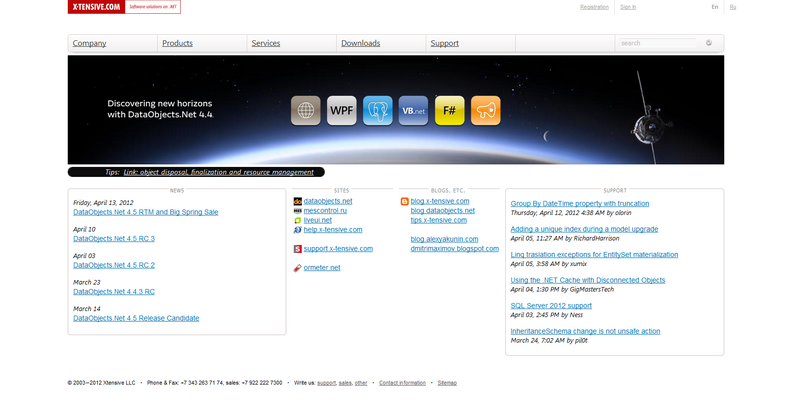 X-TENSIVE.COM
Software solutions on .NET
Registration
Sign In
En
Ru
Company
Products
Services
Downloads
Support
search
Discovering new horizons
with DataObjects.Net 4.4
WPF
VB.net
F#
Tips: Link: object disposal, finalization and resource management
NEWS
Friday, April 13, 2012
DataObjects.Net 4.5 RTM and Big Spring Sale
April 10
DataObjects.Net 4.5 RC 3
April 03
DataObjects.Net 4.5 RC 2
March 23
DataObjects.Net 4.4.3 RC
March 14
DataObjects.Net 4.5 Release Candidate
SITES
dataobjects.net
mescontrol.ru
liveui.net
help.x-tensive.com
support.x-tensive.com
ormeter.net
BLOGS, ETC.
blog.x-tensive.com
blog.dataobjects.net
tips.x-tensive.com
blog.alexyakunin.com
dmitrimaximov.blogspot.com
SUPPORT
Group By DateTime property with truncation
Thursday, April 12, 2012 4:38 AM by olorin
Adding a unique index during a model upgrade
April 05, 11:27 AM by RichardHarrison
Linq traslation exceptions for EntitySet materialization
April 05, 3:58 AM by xumix
Using the .NET Cache with Disconnected Objects
April 04, 1:30 PM by GigMastersTech
SQL Server 2012 support
April 03, 2:45 PM by Ness
InheritanceSchema change is not unsafe action
March 24, 7:02 AM by pil0t
© 2003—2012 Xtensive LLC • Phone & Fax: +7 343 263 71 74, sales: +7 922 222 7300 • Write us: support, sales, other • Contact information • Sitemap